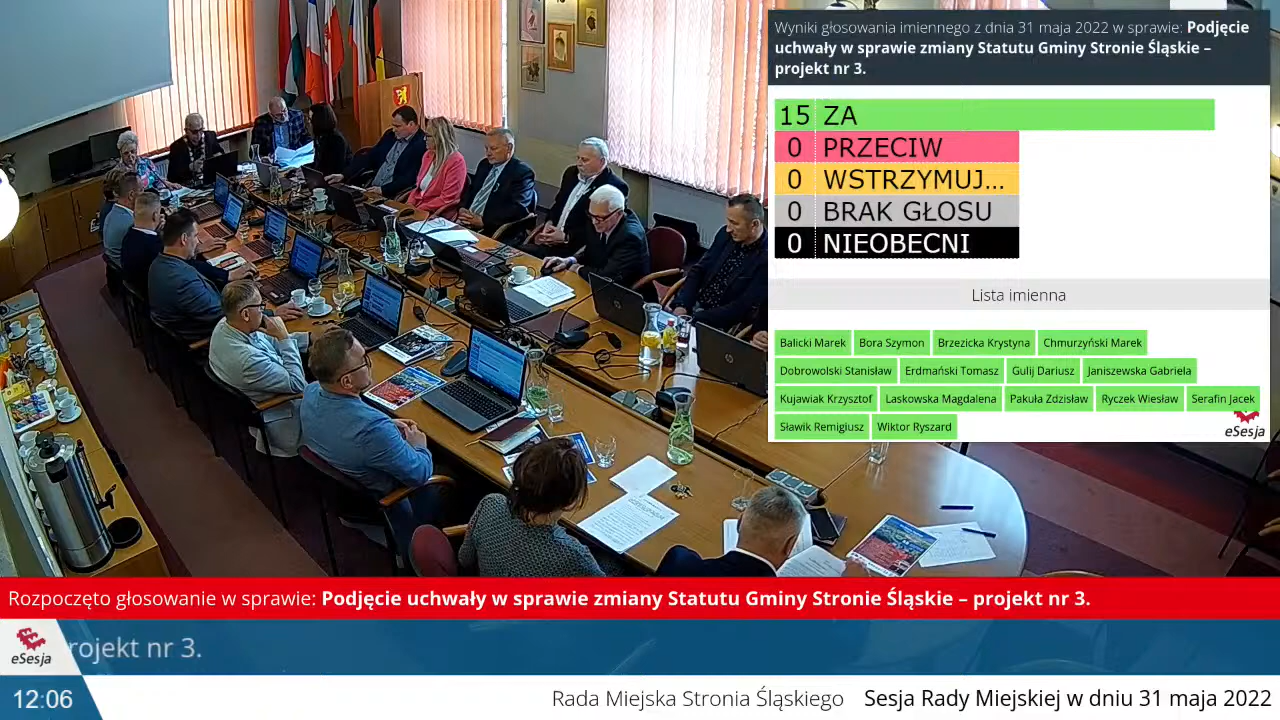 Wyniki głosowania imiennego z dnia 31 maja 2022 w sprawie: Podjęcie
uchwały w sprawie zmiany Statutu Gminy Stronie Śląskie –
projekt nr 3.
15 ZA
0 PRZECIW
0 WSTRZYMUJ...
0 BRAK GŁOSU
0 NIEOBECNI
Lista imienna
Balicki Marek Bora Szymon Brzezicka Krystyna Chmurzyński Marek
Dobrowolski Stanisław Erdmański Tomasz Gulij Dariusz Janiszewska Gabriela
Kujawiak Krzysztof Laskowska Magdalena Pakuła Zdzisław Ryczek Wiesław Serafin Jacek
Sławik Remigiusz Wiktor Ryszard
eSesja
Rozpoczęto głosowanie w sprawie: Podjęcie uchwały w sprawie zmiany Statutu Gminy Stronie Śląskie – projekt nr 3.
eSesja
rojekt nr 3.
12:06
Rada Miejska Stronia Śląskiego Sesja Rady Miejskiej w dniu 31 maja 2022